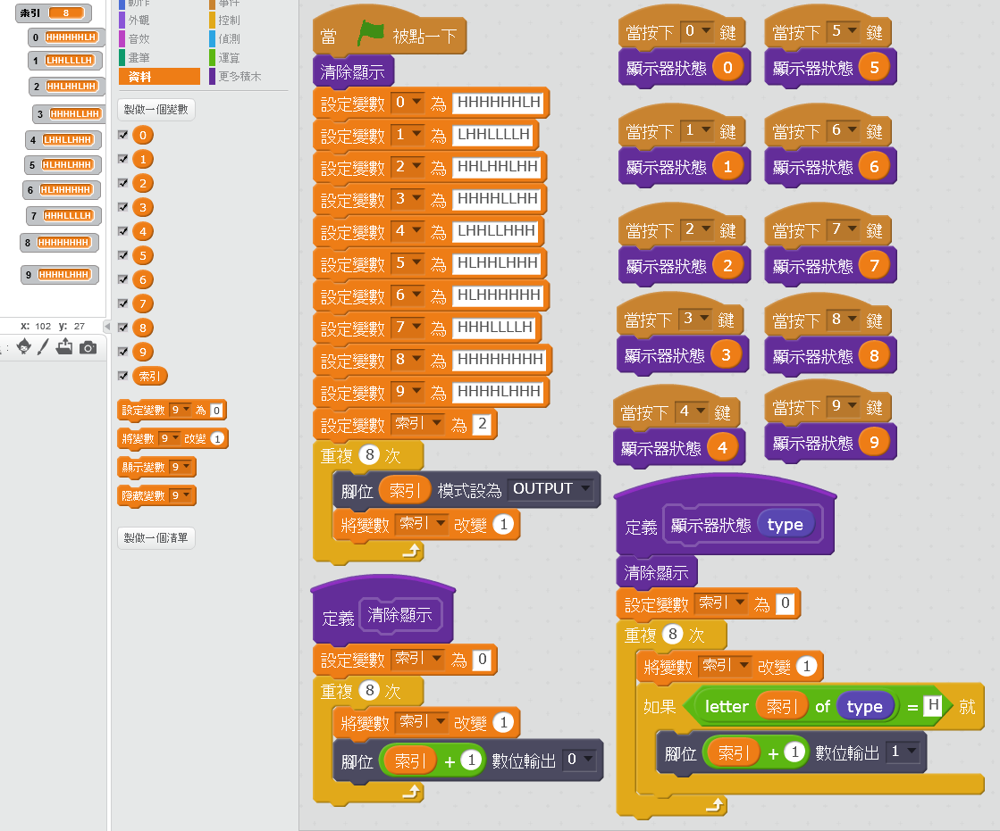 索引 8
0 HHHHHHLH
1 LHHLLLLH
2 HHLHHLHH
3 HHHHLLHH
4 LHHLLHHH
5 HLHHLHHH
6 HLHHHHHH
7 HHHLLLLH
8 HHHHHHHH
9 HHHHLHHH
x: 102 y: 27
動作
事件
外觀
控制
音效
偵測
畫筆
運算
資料
更多積木
製做一個變數
0
1
2
3
4
5
6
7
8
9
索引
設定變數 9 為 0
將變數 9 改變 1
顯示變數 9
隱藏變數 9
製做一個清單
當 被點一下
清除顯示
設定變數 0 為 HHHHHHLH
設定變數 1 為 LHHLLLLH
設定變數 2 為 HHLHHLHH
設定變數 3 為 HHHHLLHH
設定變數 4 為 LHHLLHHH
設定變數 5 為 HLHHLHHH
設定變數 6 為 HLHHHHHH
設定變數 7 為 HHHLLLLH
設定變數 8 為 HHHHHHHH
設定變數 9 為 HHHHLHHH
設定變數 索引 為 2
重複 8 次
腳位 索引 模式設為 OUTPUT
將變數 索引 改變 1
定義 清除顯示
設定變數 索引 為 0
重複 8 次
將變數 索引 改變 1
腳位 索引 + 1 數位輸出 0
當按下 0 鍵
顯示器狀態 0
當按下 5 鍵
顯示器狀態 5
當按下 1 鍵
顯示器狀態 1
當按下 6 鍵
顯示器狀態 6
當按下 2 鍵
顯示器狀態 2
當按下 7 鍵
顯示器狀態 7
當按下 3 鍵
顯示器狀態 3
當按下 8 鍵
顯示器狀態 8
當按下 4 鍵
顯示器狀態 4
當按下 9 鍵
顯示器狀態 9
定義 顯示器狀態 type
清除顯示
設定變數 索引 為 0
重複 8 次
將變數 索引 改變 1
如果 letter 索引 of type = H 就
腳位 索引 + 1 數位輸出 1